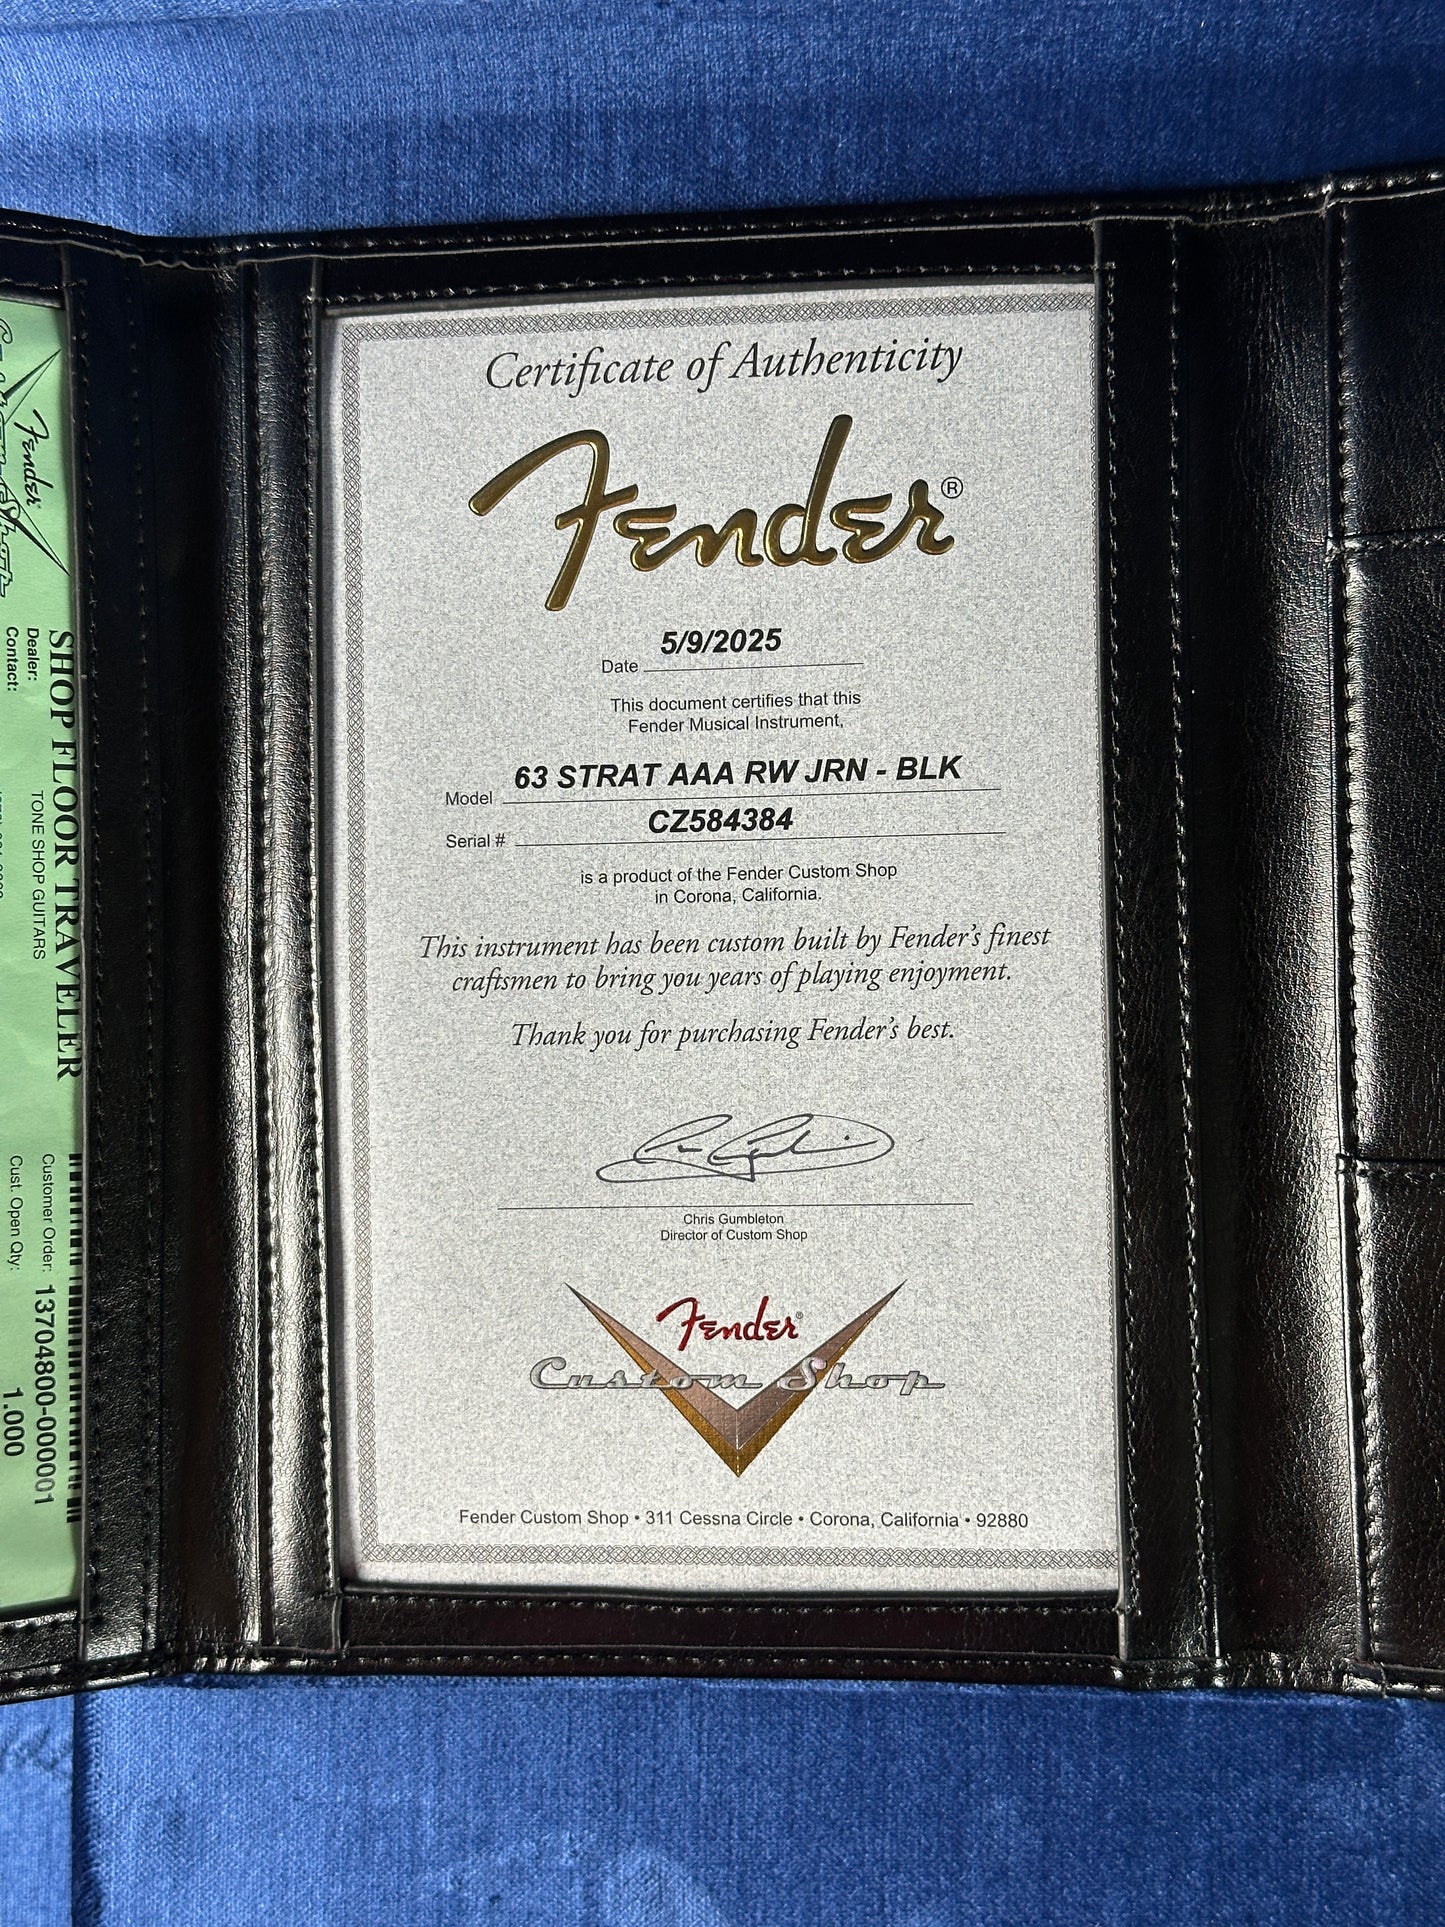 Certificate of Authenticity
Fender®
5/9/2025
Date
This document certifies that this
Fender Musical Instrument,
63 STRAT AAA RW JRN - BLK
Model
CZ584384
Serial #
is a product of the Fender Custom Shop
in Corona, California.
This instrument has been custom built by Fender's finest
craftsmen to bring you years of playing enjoyment.
Thank you for purchasing Fender's best.
Chris Gumbleton
Director of Custom Shop
Fender®
Custom Shop
Fender Custom Shop • 311 Cessna Circle • Corona, California • 92880
Fender
Custom Shop
SHOP FLOOR TRAVELER
Dealer: TONE SHOP GUITARS
Contact:
Customer Order: 13704800-000001
Cust. Open Qty: 1.000